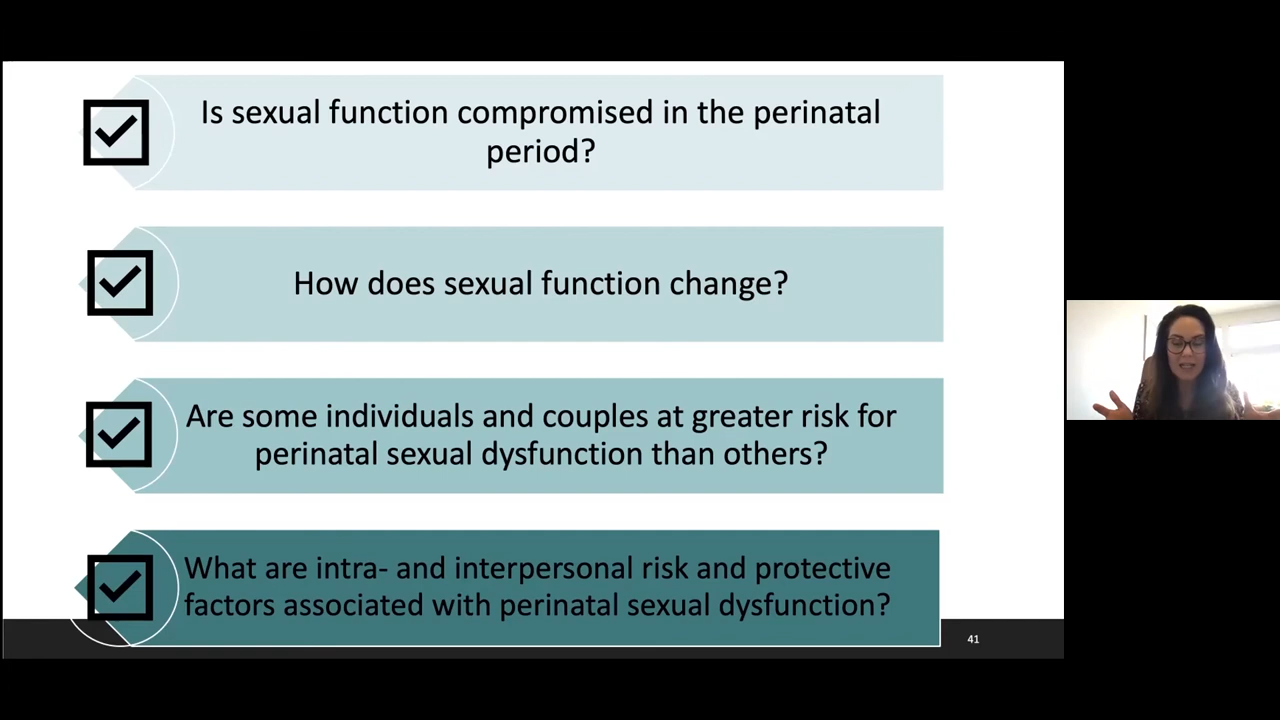 Is sexual function compromised in the perinatal
period?
How does sexual function change?
Are some individuals and couples at greater risk for
perinatal sexual dysfunction than others?
What are intra- and interpersonal risk and protective
factors associated with perinatal sexual dysfunction?
41